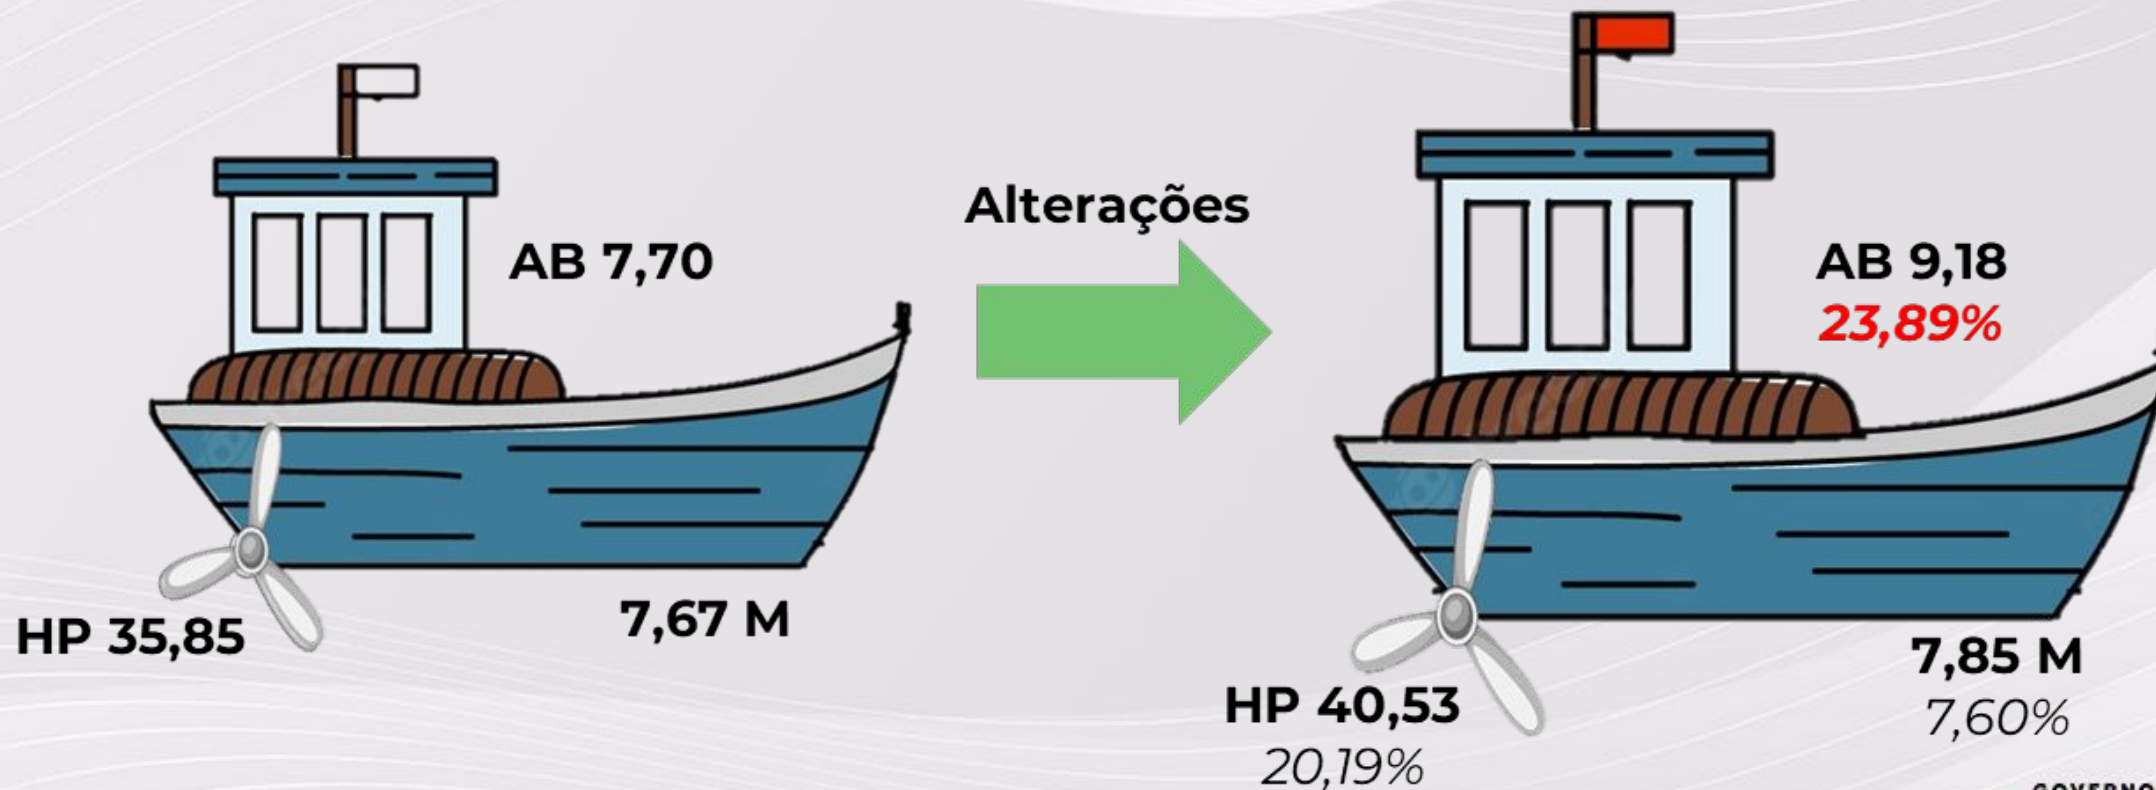 Alterações
AB 7,70
HP 35,85
7,67 M
AB 9,18
23,89%
HP 40,53
20,19%
7,85 M
7,60%